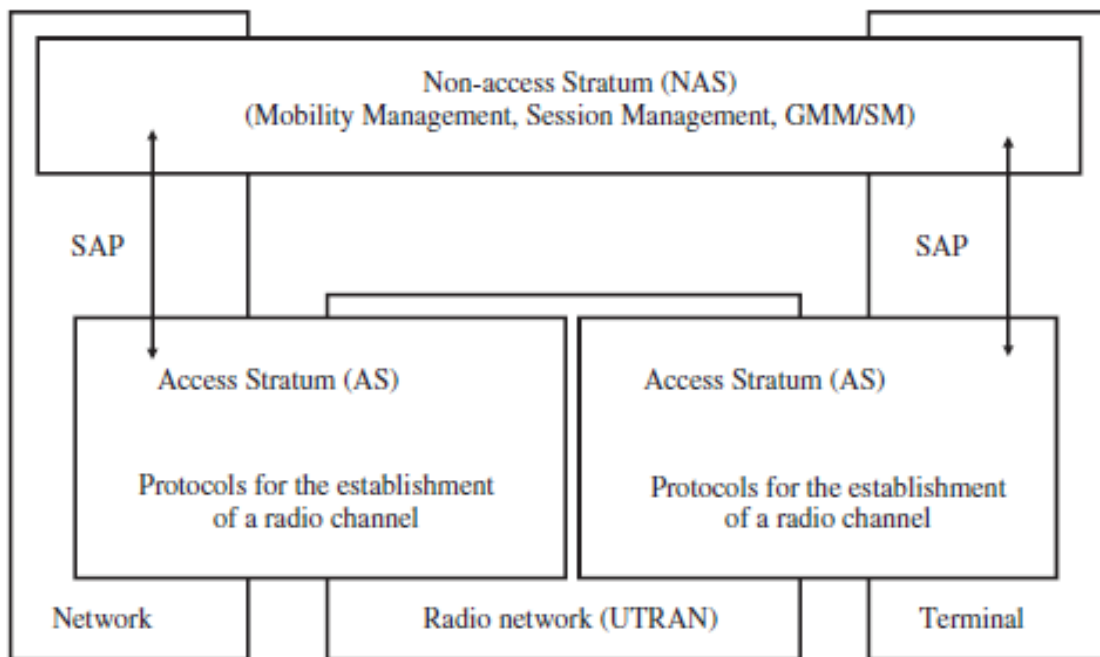 Non-access Stratum (NAS)
(Mobility Management, Session Management, GMM/SM)
SAP
SAP
Access Stratum (AS)
Access Stratum (AS)
Protocols for the establishment
of a radio channel
Protocols for the establishment
of a radio channel
Network
Radio network (UTRAN)
Terminal